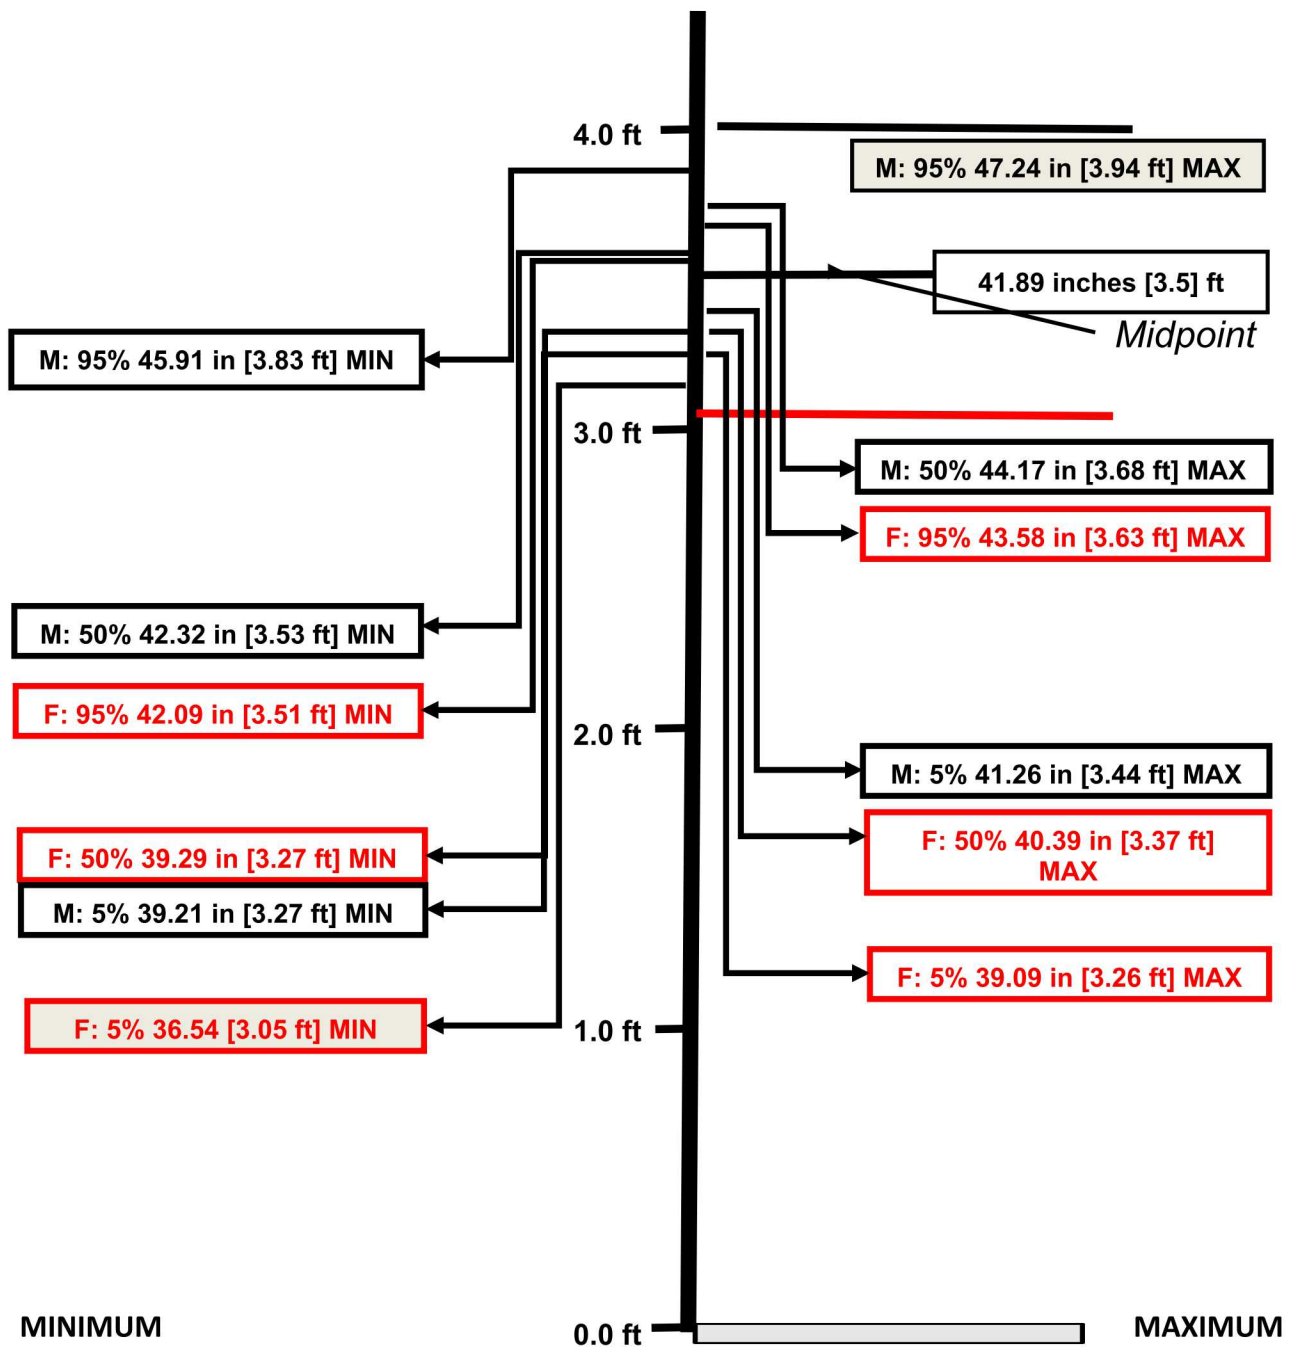 4.0 ft
M: 95% 47.24 in [3.94 ft] MAX
41.89 inches [3.5] ft
Midpoint
M: 95% 45.91 in [3.83 ft] MIN
3.0 ft
M: 50% 44.17 in [3.68 ft] MAX
F: 95% 43.58 in [3.63 ft] MAX
M: 50% 42.32 in [3.53 ft] MIN
F: 95% 42.09 in [3.51 ft] MIN
2.0 ft
M: 5% 41.26 in [3.44 ft] MAX
F: 50% 40.39 in [3.37 ft]
MAX
F: 50% 39.29 in [3.27 ft] MIN
M: 5% 39.21 in [3.27 ft] MIN
F: 5% 39.09 in [3.26 ft] MAX
F: 5% 36.54 [3.05 ft] MIN
1.0 ft
MINIMUM
0.0 ft
MAXIMUM